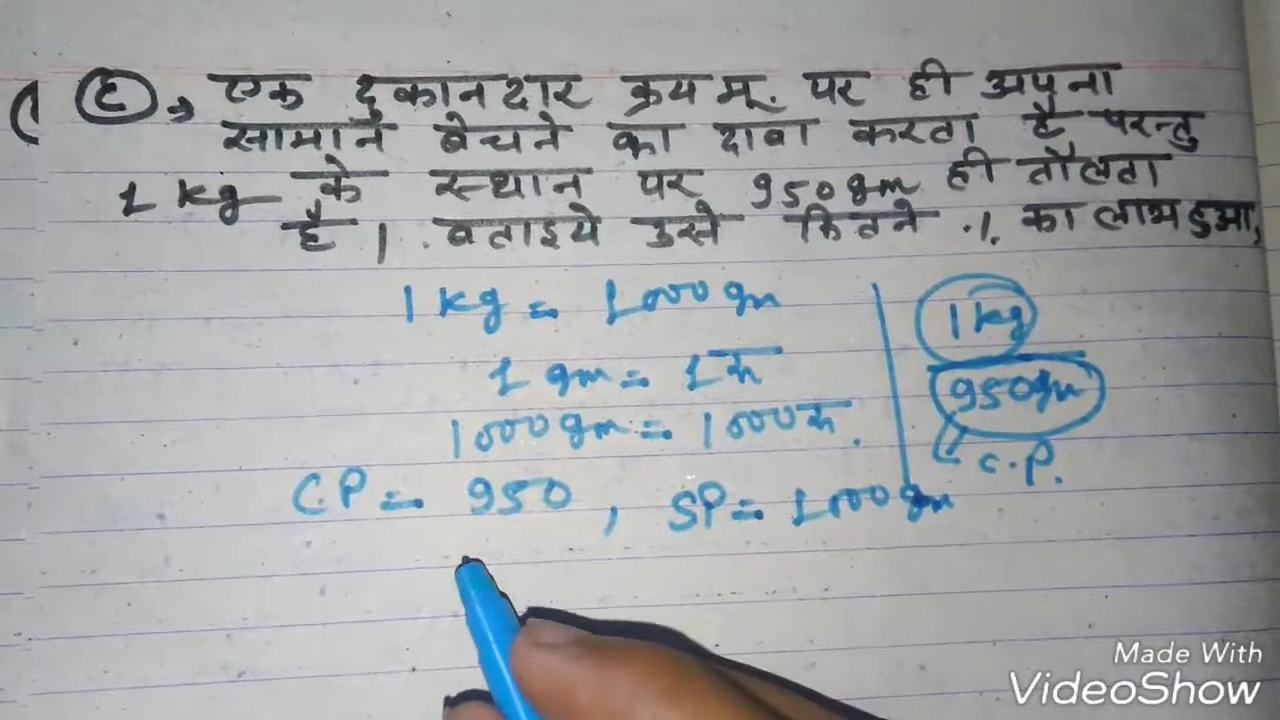 एक दुकानदार क्रय मू. पर ही अपना
सामान बेचने का दावा करता है परन्तु
1 kg के स्थान पर 950 gm ही तौलता
है । बताइये उसे कितने ·/. का लाभ हुआ,
1 kg = 1000 gm
1 gm = 1 रू
1000 gm = 1000 रू.
CP = 950 , SP = 1000 gm
1 kg
950 gm
C.P.
Made With
VideoShow